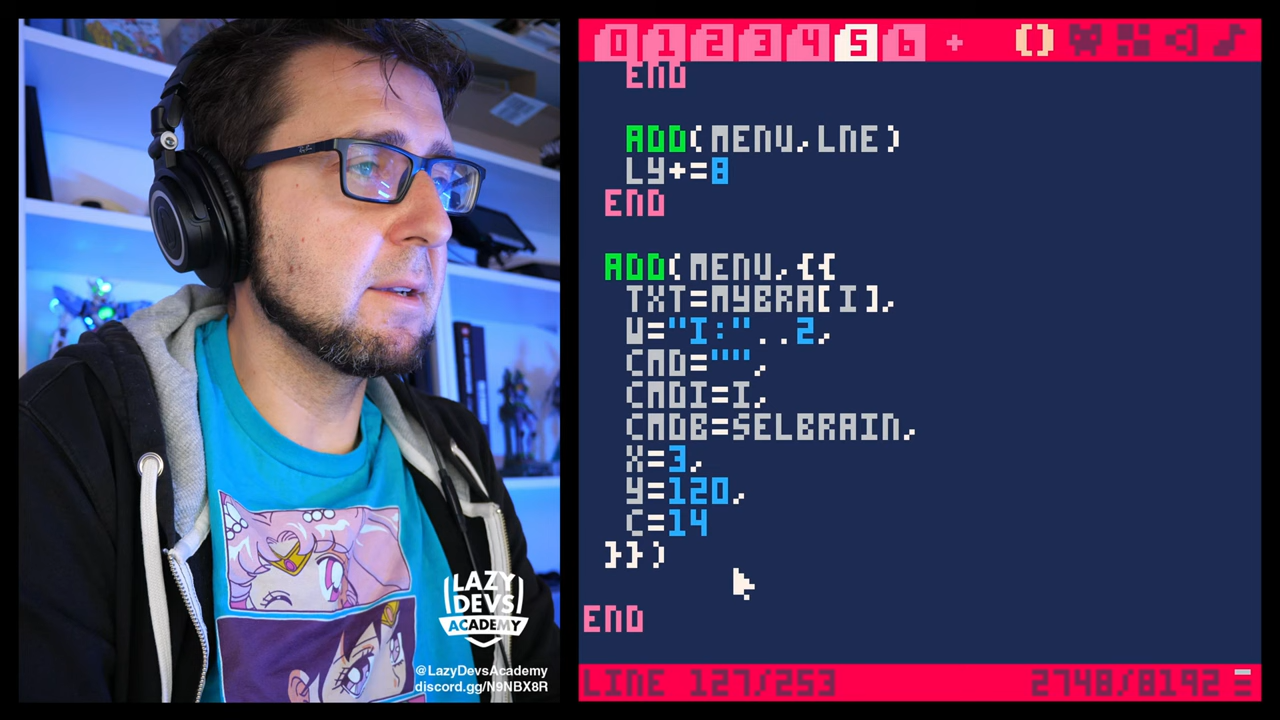 0 1 2 3 4 5 6 + ()
END
ADD(MENU,LNE)
LY+=8
END
ADD(MENU,{{
TXT=MYBRA[I],
W="I:"..2,
CMD="",
CMDI=I,
CMDB=SELBRAIN,
X=3,
Y=120,
C=14
}})
END
LINE 127/253 2748/8192
LAZY
DEVS
ACADEMY
@LazyDevsAcademy
discord.gg/N9NBX8R
Ray-Ban